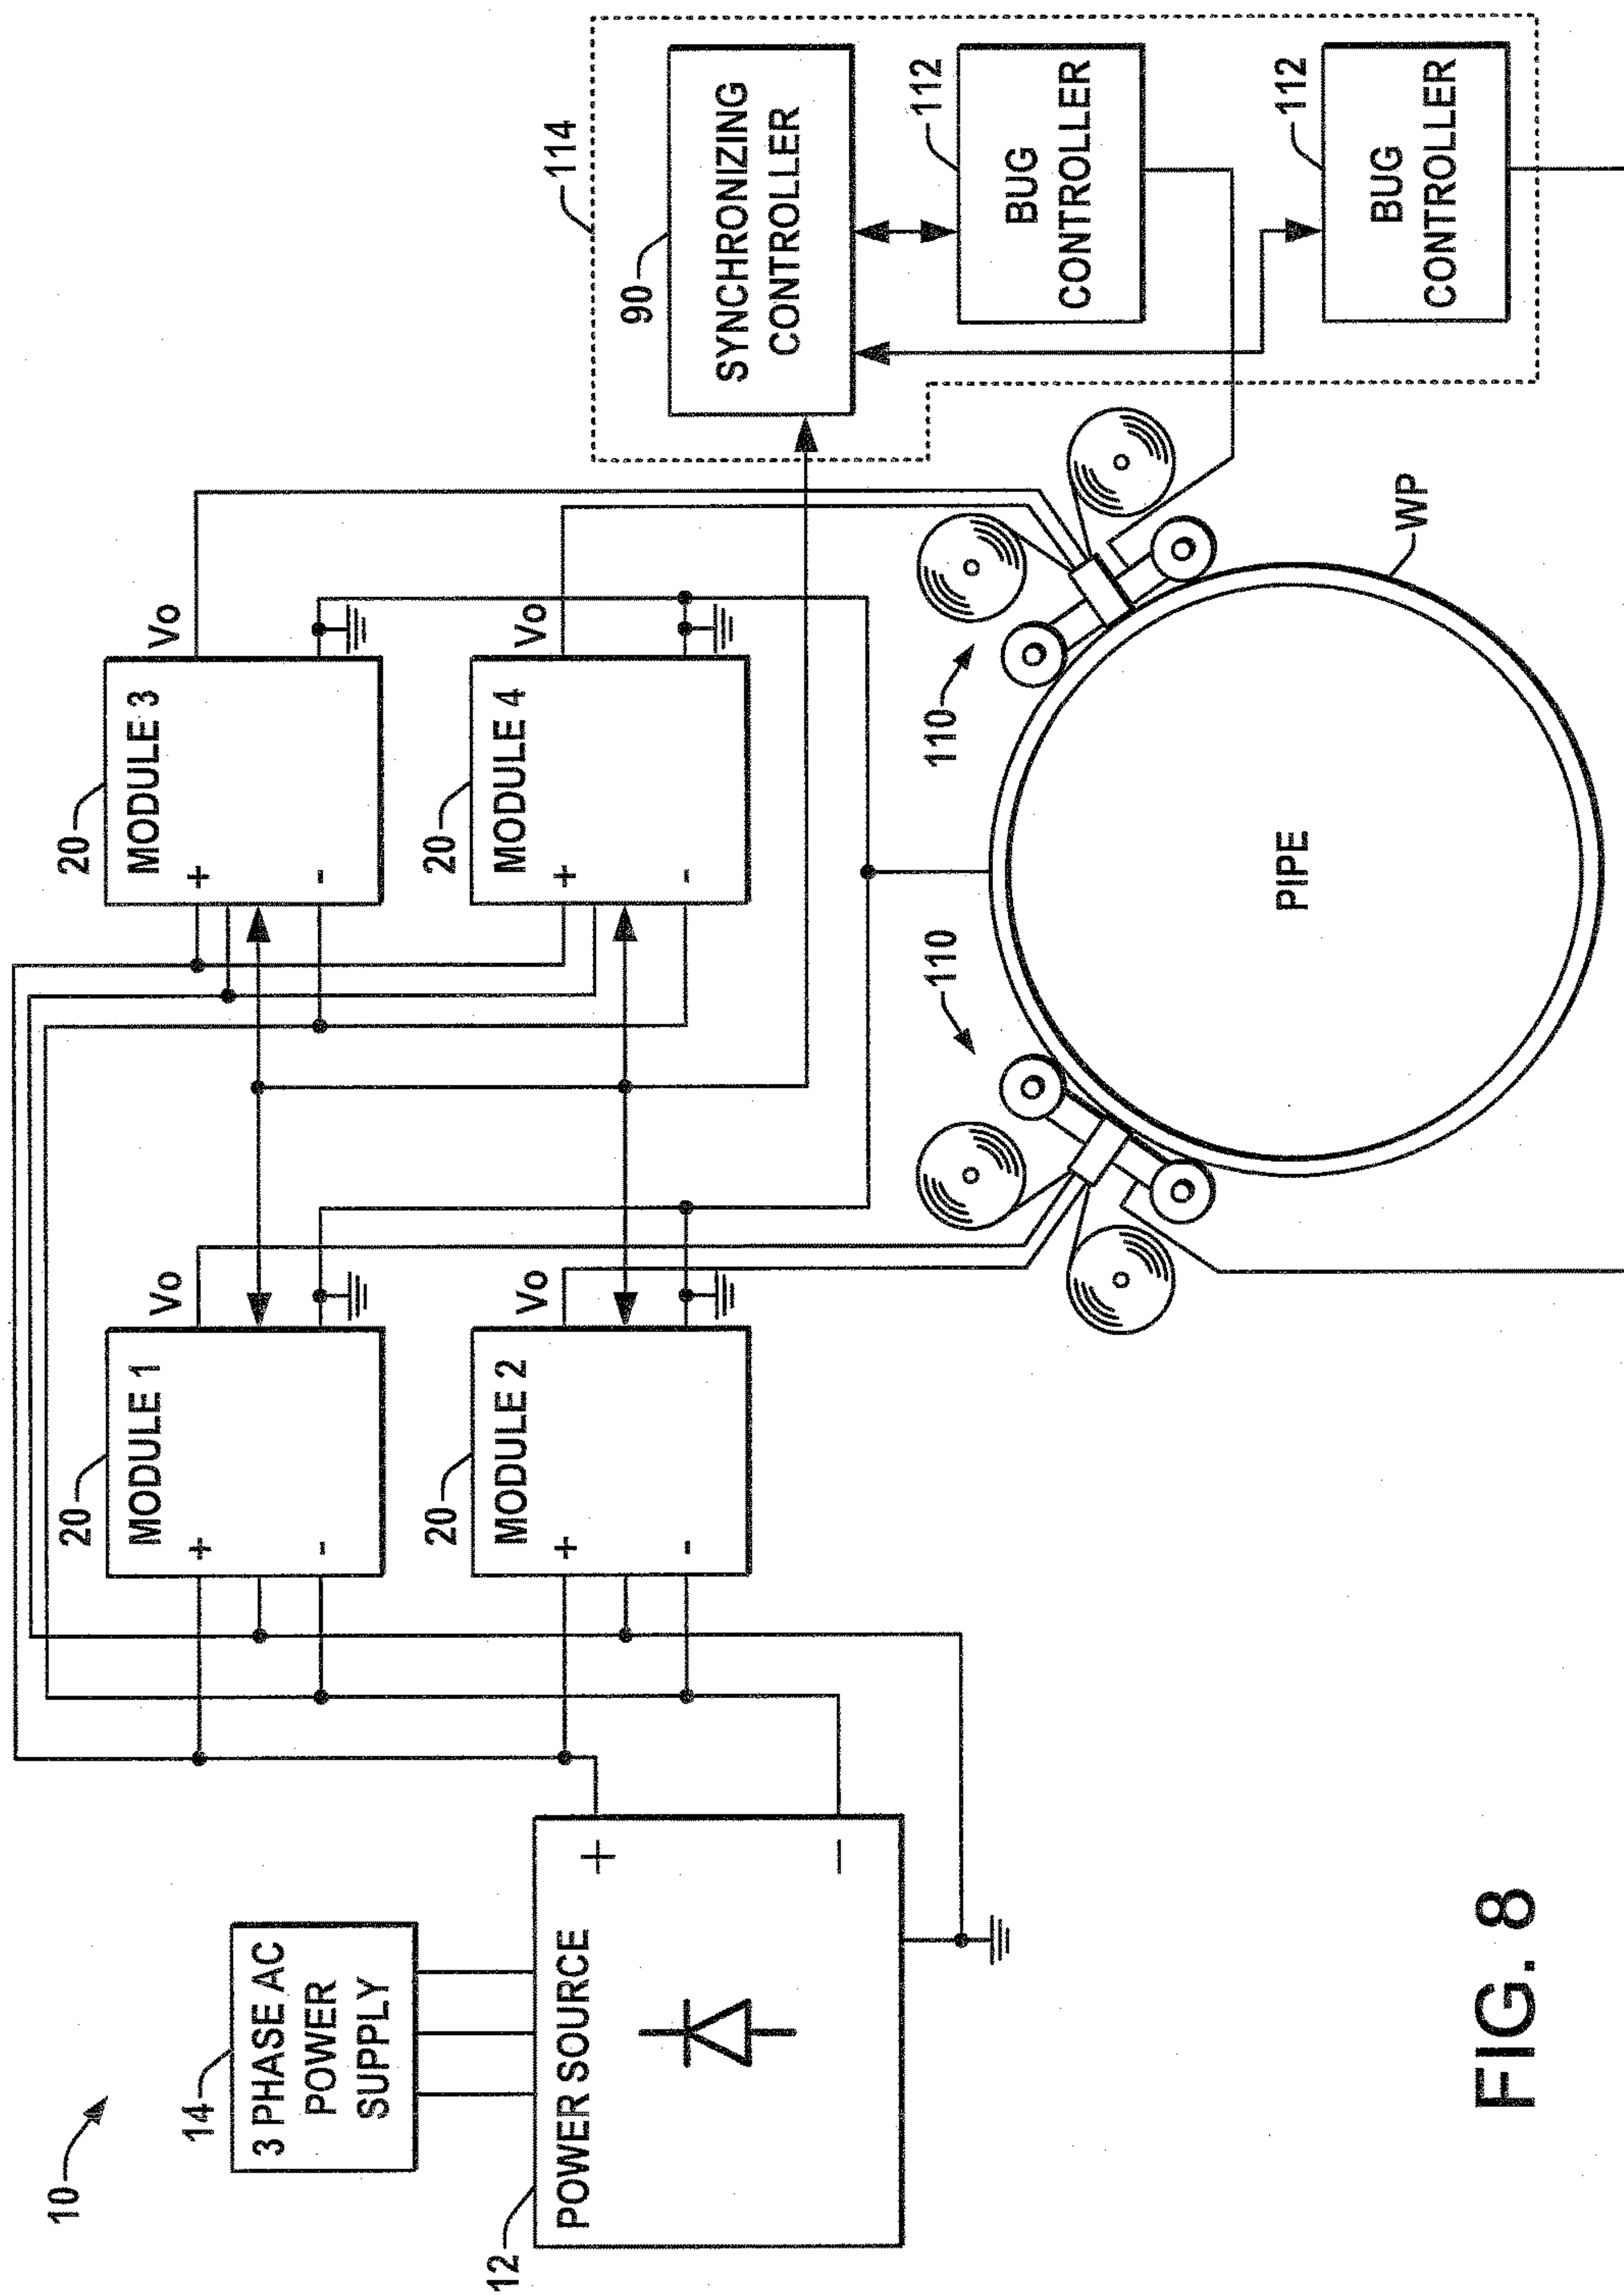 10
14
3 PHASE AC
POWER
SUPPLY
12
POWER SOURCE
+
−
20
MODULE 1
+
-
Vo
20
MODULE 2
+
-
Vo
20
MODULE 3
+
-
Vo
20
MODULE 4
+
-
Vo
114
90
SYNCHRONIZING
CONTROLLER
112
BUG
CONTROLLER
112
BUG
CONTROLLER
110
110
PIPE
WP
FIG. 8